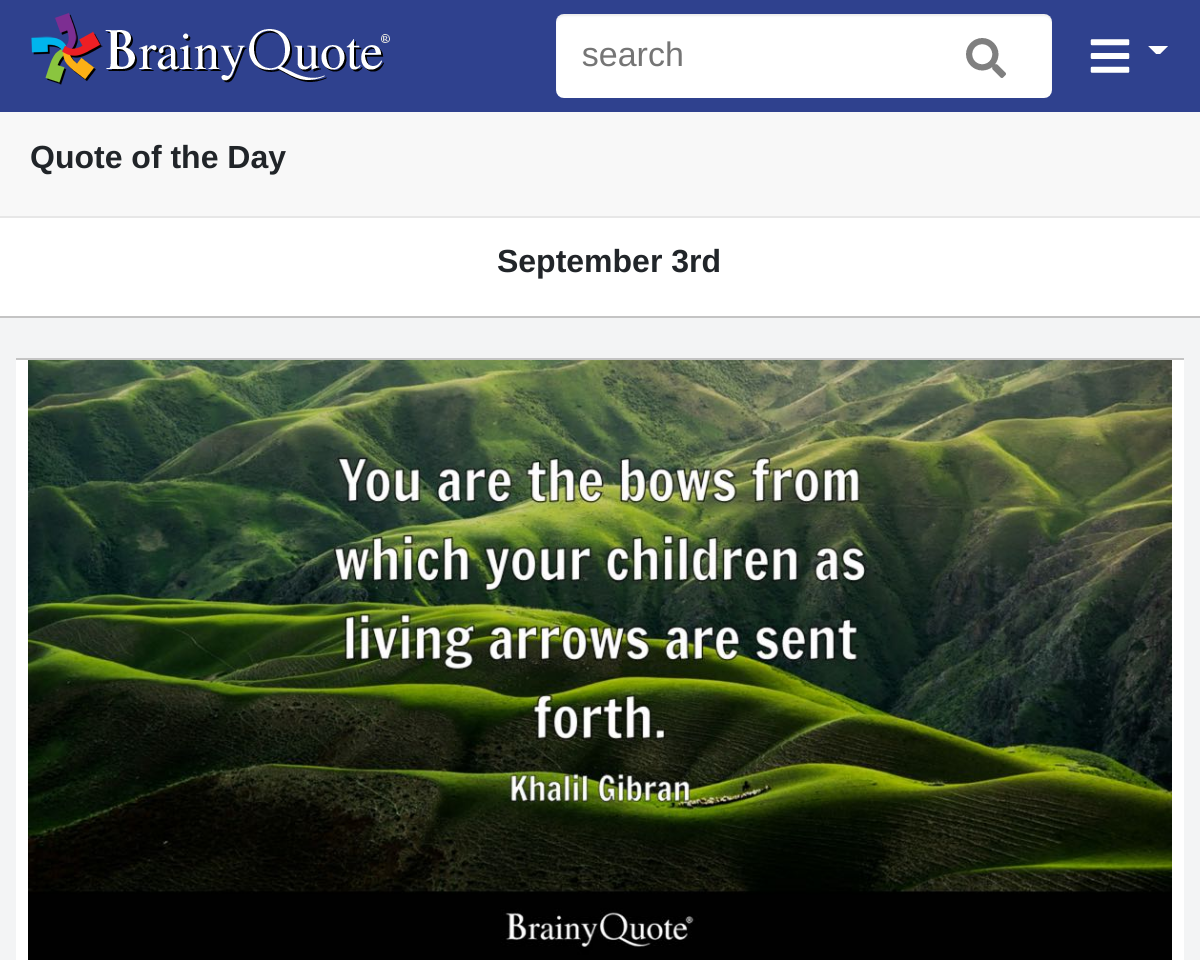 BrainyQuote®
search
Quote of the Day
September 3rd
You are the bows from
which your children as
living arrows are sent
forth.
Khalil Gibran
BrainyQuote®